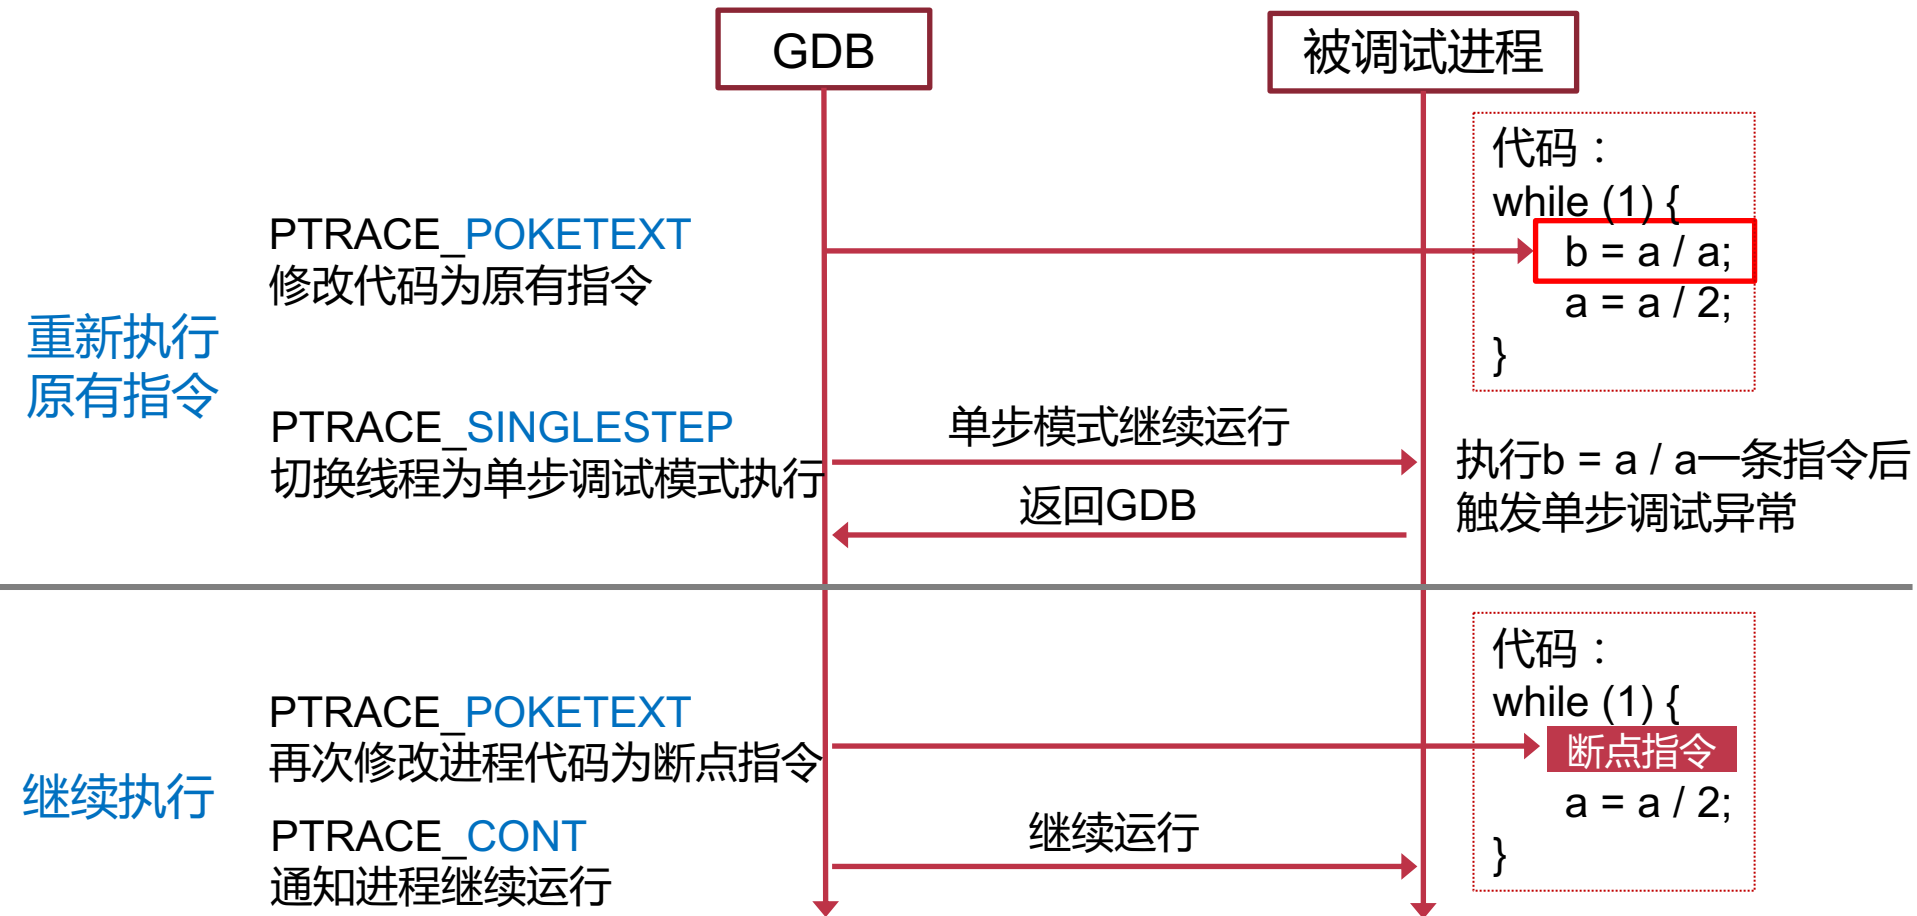 GDB
被调试进程
代码：
while (1) {
b = a / a;
a = a / 2;
}
PTRACE_POKETEXT
修改代码为原有指令
重新执行
原有指令
PTRACE_SINGLESTEP
切换线程为单步调试模式执行
单步模式继续运行
返回GDB
执行b = a / a一条指令后
触发单步调试异常
代码：
while (1) {
断点指令
a = a / 2;
}
PTRACE_POKETEXT
再次修改进程代码为断点指令
继续执行
PTRACE_CONT
通知进程继续运行
继续运行